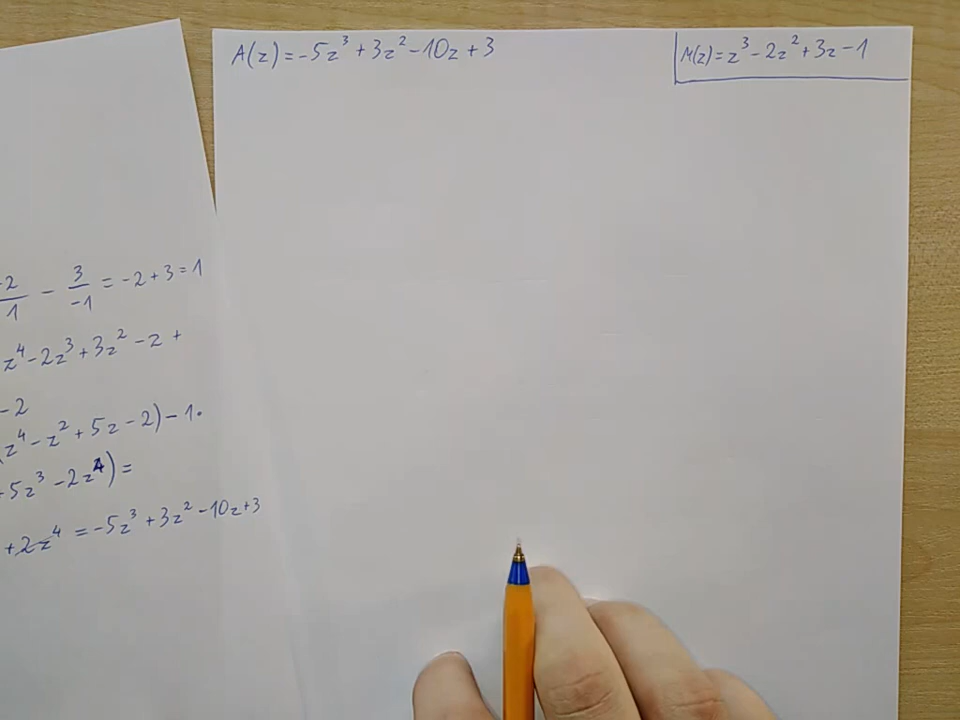 A(z)=-5z³+3z²-10z+3
M(z)=z³-2z²+3z-1
-2/1 - 3/-1 = -2+3=1
z⁴-2z³+3z²-z+
-2
(z⁴-z²+5z-2)-1.
+5z³-2z⁴)=
+2z⁴=-5z³+3z²-10z+3